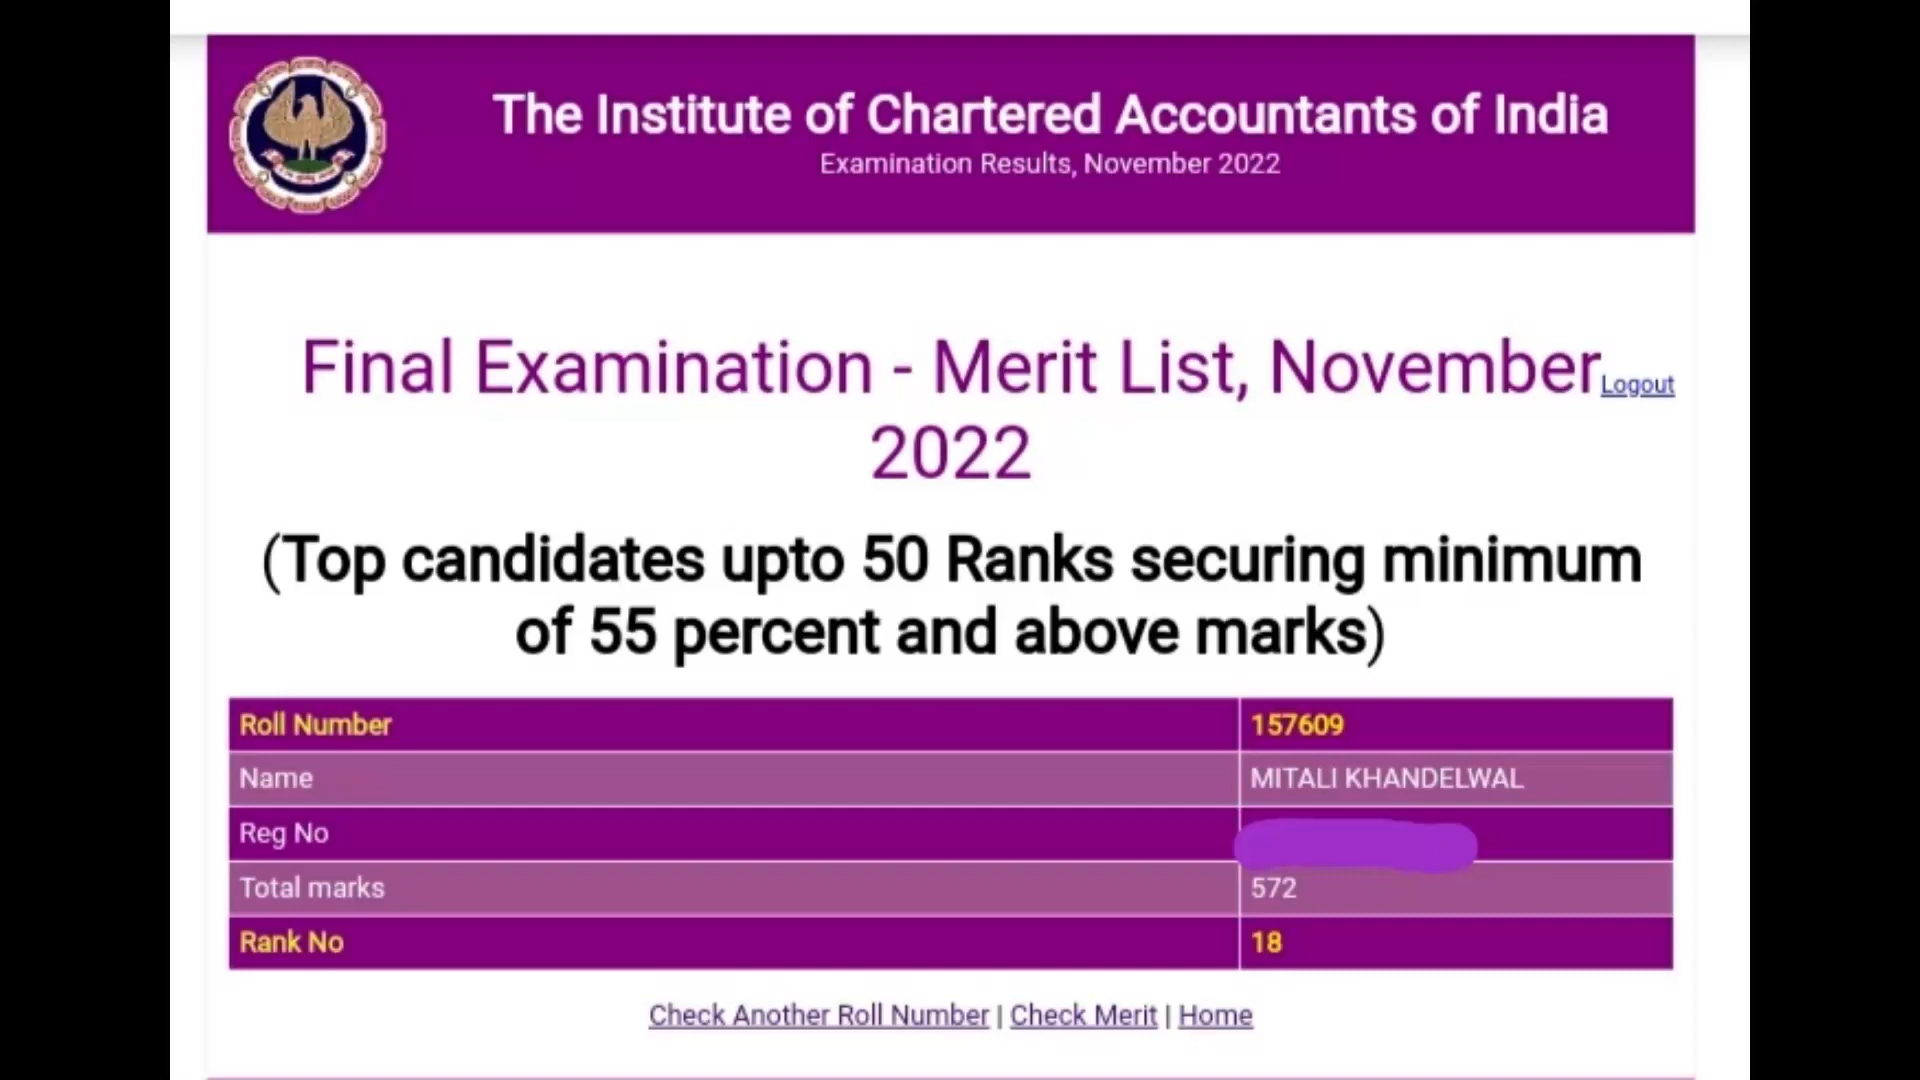 The Institute of Chartered Accountants of India
Examination Results, November 2022
Final Examination - Merit List, November
Logout
2022
(Top candidates upto 50 Ranks securing minimum
of 55 percent and above marks)
Roll Number 157609
Name MITALI KHANDELWAL
Reg No
Total marks 572
Rank No 18
Check Another Roll Number | Check Merit | Home